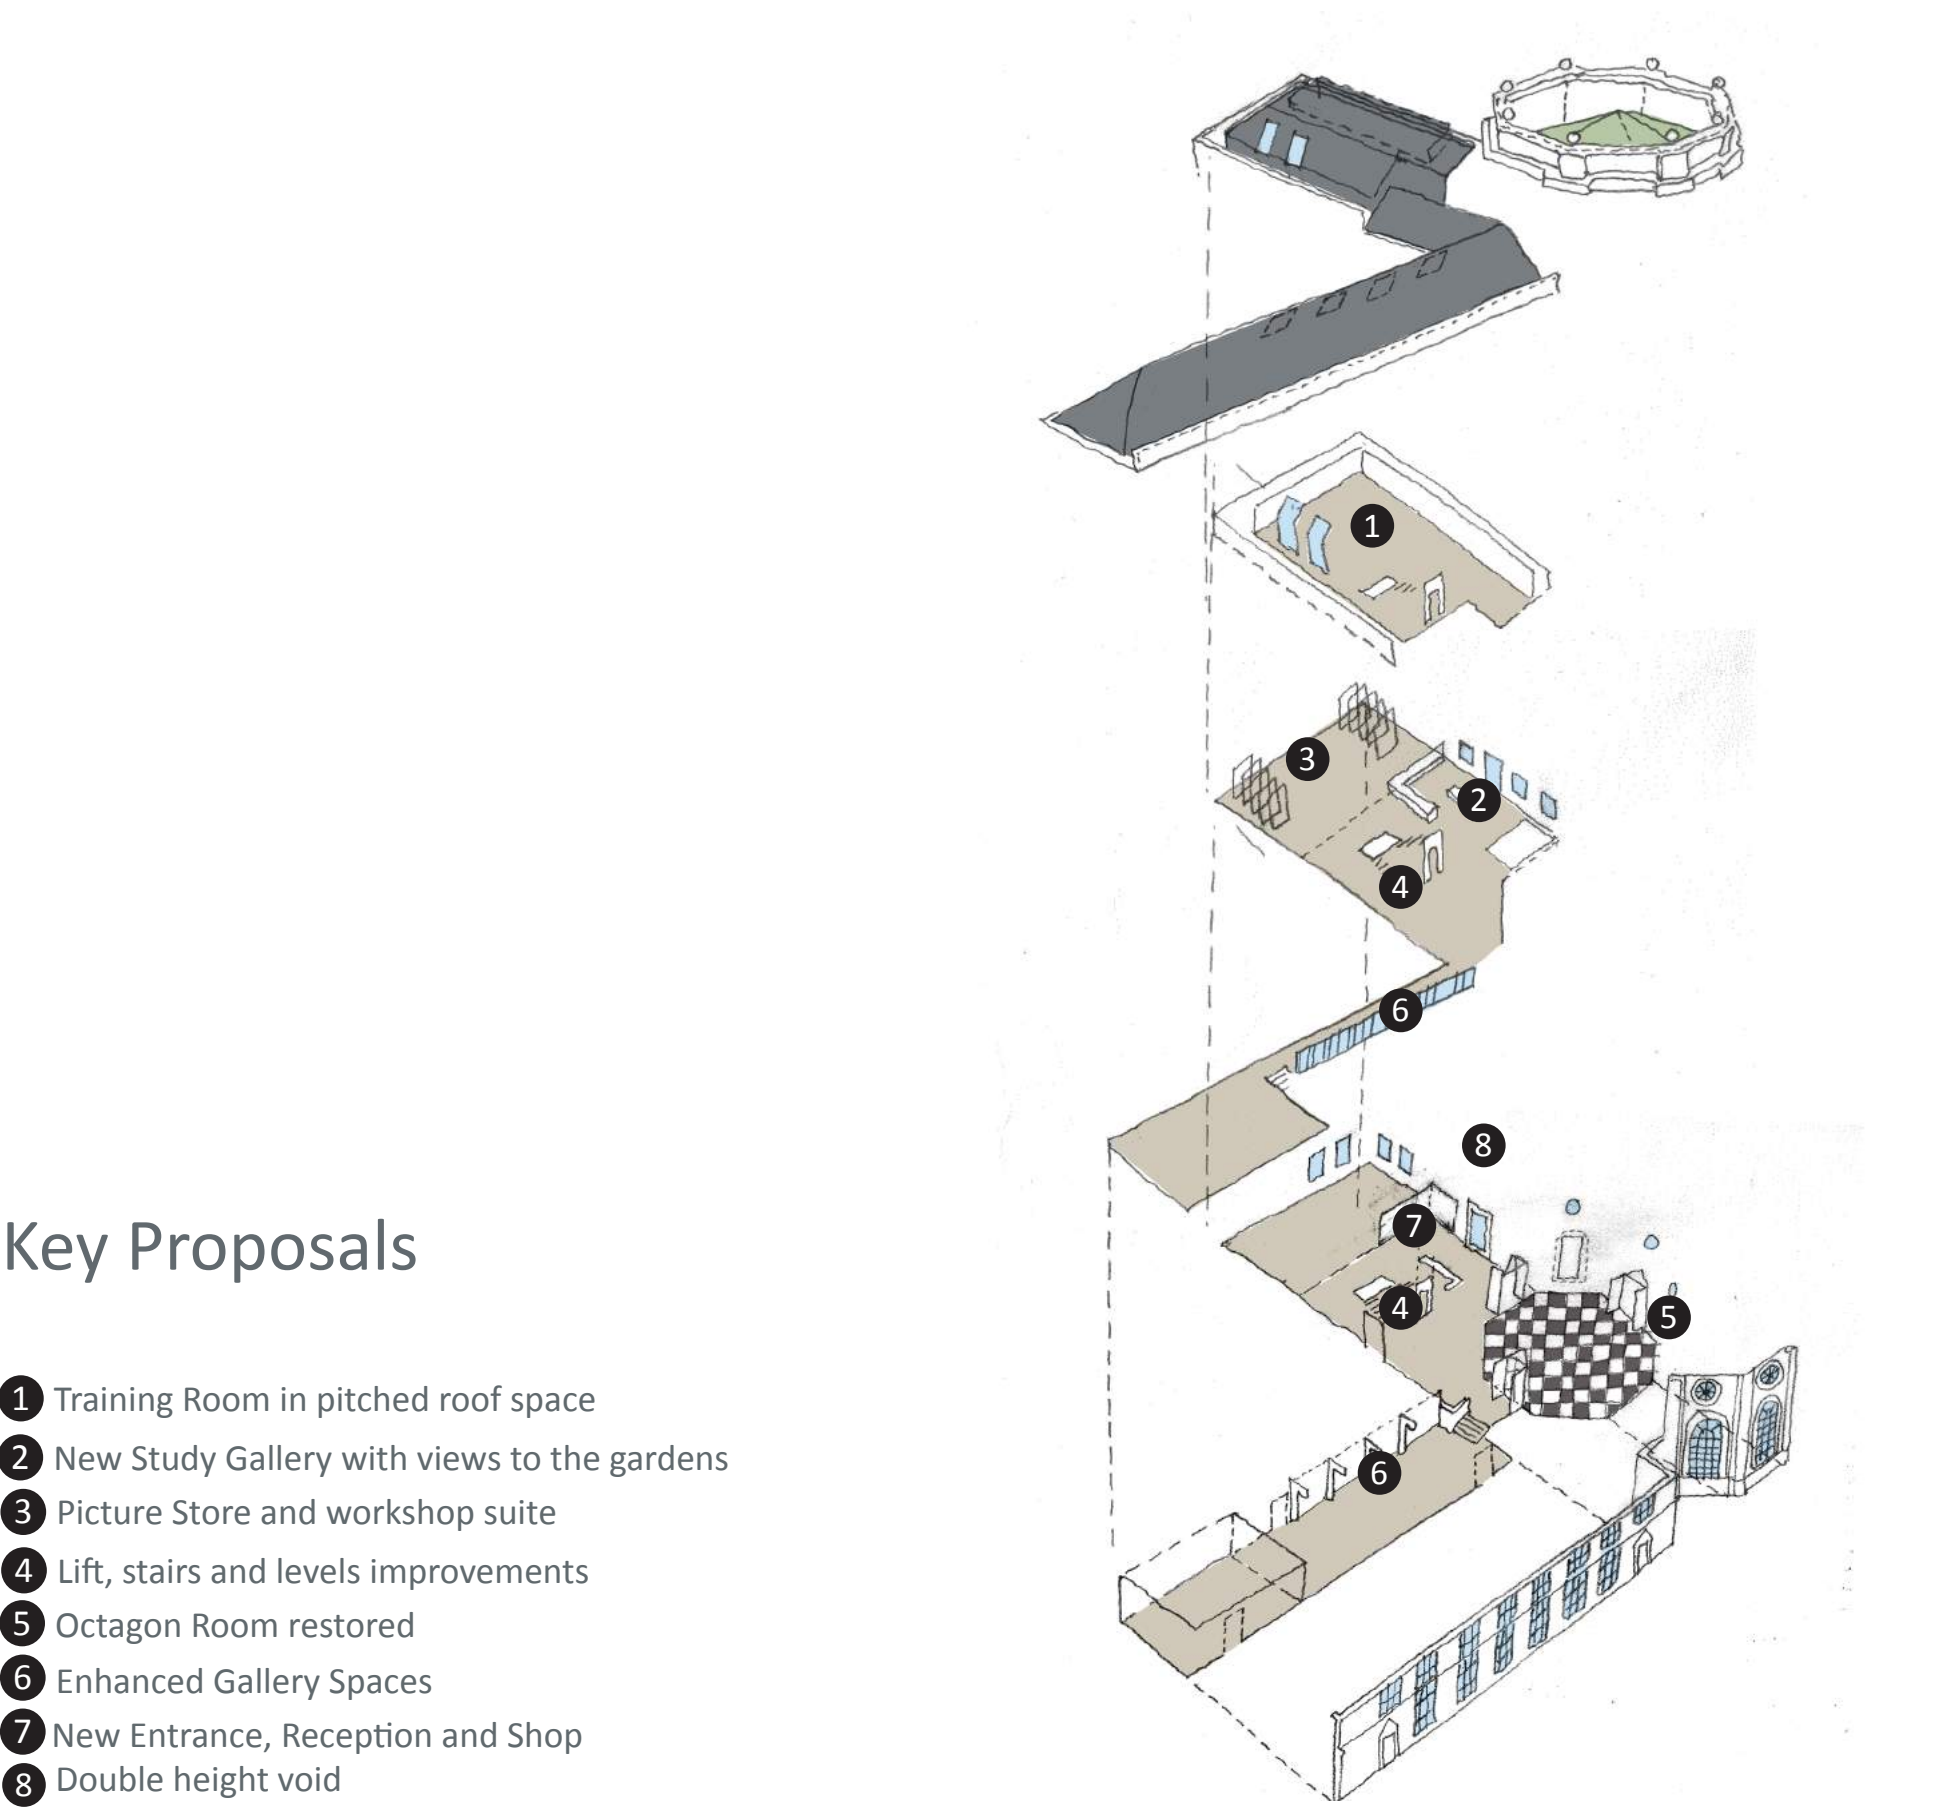 1
3
2
4
6
8
7
4
5
6
Key Proposals
1 Training Room in pitched roof space
2 New Study Gallery with views to the gardens
3 Picture Store and workshop suite
4 Lift, stairs and levels improvements
5 Octagon Room restored
6 Enhanced Gallery Spaces
7 New Entrance, Reception and Shop
8 Double height void